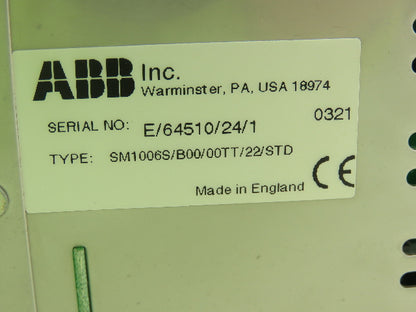 ABB Inc.
Warminster, PA, USA 18974
0321
SERIAL NO: E/64510/24/1
TYPE: SM1006S/B00/00TT/22/STD
Made in England CE